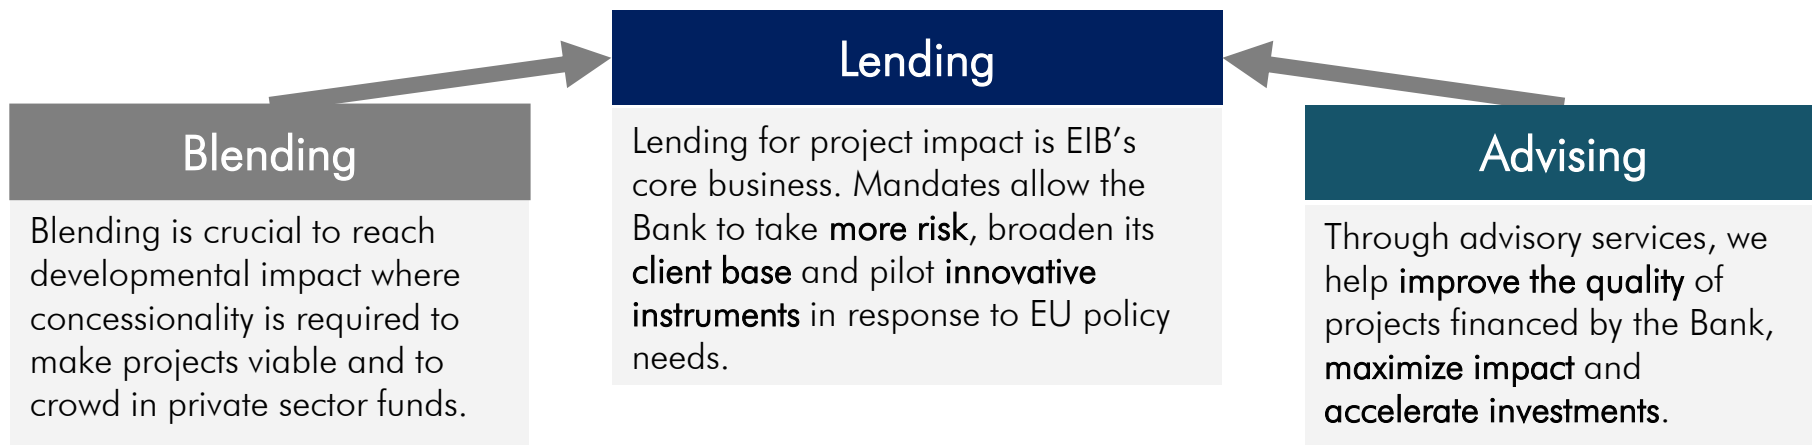 Blending
Blending is crucial to reach
developmental impact where
concessionality is required to
make projects viable and to
crowd in private sector funds.
Lending
Lending for project impact is EIB’s
core business. Mandates allow the
Bank to take more risk, broaden its
client base and pilot innovative
instruments in response to EU policy
needs.
Advising
Through advisory services, we
help improve the quality of
projects financed by the Bank,
maximize impact and
accelerate investments.